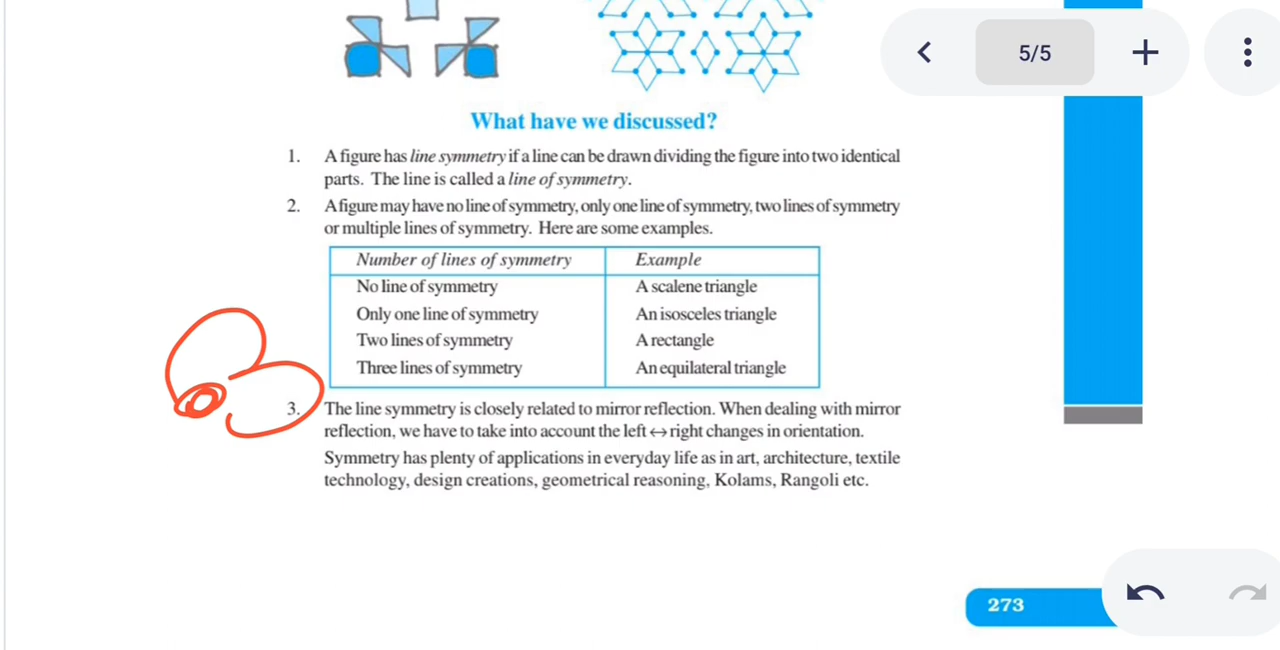 5/5
What have we discussed?
1. A figure has line symmetry if a line can be drawn dividing the figure into two identical
parts. The line is called a line of symmetry.
2. A figure may have no line of symmetry, only one line of symmetry, two lines of symmetry
or multiple lines of symmetry. Here are some examples.
Number of lines of symmetry Example
No line of symmetry A scalene triangle
Only one line of symmetry An isosceles triangle
Two lines of symmetry A rectangle
Three lines of symmetry An equilateral triangle
3. The line symmetry is closely related to mirror reflection. When dealing with mirror
reflection, we have to take into account the left ↔ right changes in orientation.
Symmetry has plenty of applications in everyday life as in art, architecture, textile
technology, design creations, geometrical reasoning, Kolams, Rangoli etc.
273